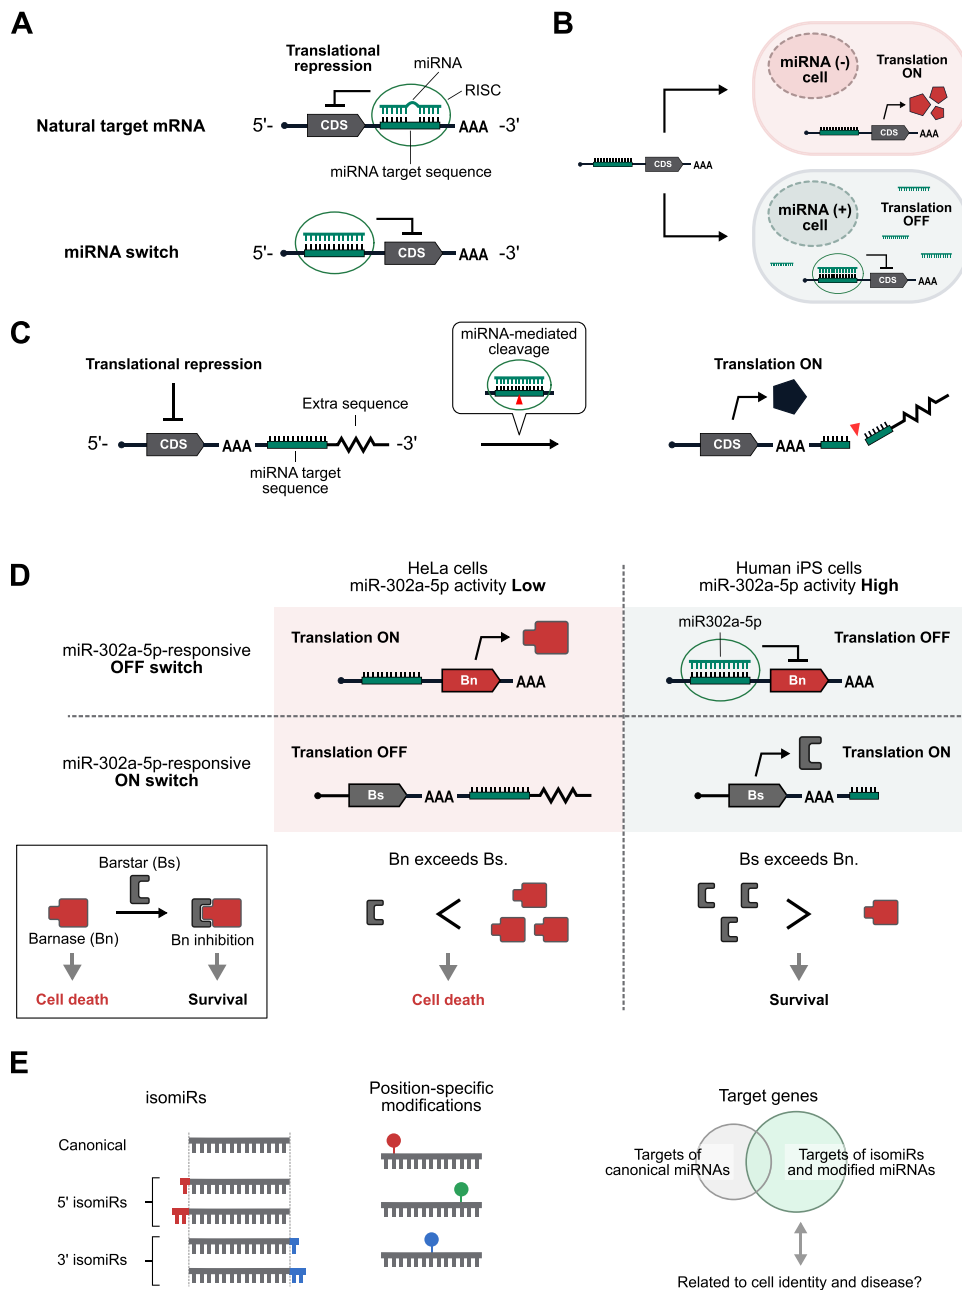 A
Translational
repression
miRNA
RISC
Natural target mRNA
5'-
CDS
AAA
-3'
miRNA target sequence
miRNA switch
5'-
CDS
AAA
-3'
B
miRNA (-)
cell
Translation
ON
CDS
AAA
CDS
AAA
miRNA (+)
cell
Translation
OFF
CDS
AAA
C
Translational repression
Extra sequence
5'-
CDS
AAA
-3'
miRNA target
sequence
miRNA-mediated
cleavage
Translation ON
CDS
AAA
D
HeLa cells
miR-302a-5p activity Low
Human iPS cells
miR-302a-5p activity High
miR-302a-5p-responsive
OFF switch
Translation ON
Bn
AAA
miR302a-5p
Translation OFF
Bn
AAA
miR-302a-5p-responsive
ON switch
Translation OFF
Bs
AAA
Translation ON
Bs
AAA
Barstar (Bs)
Barnase (Bn)
Bn inhibition
Cell death
Survival
Bn exceeds Bs.
<
Cell death
Bs exceeds Bn.
>
Survival
E
isomiRs
Canonical
5' isomiRs
3' isomiRs
Position-specific
modifications
Target genes
Targets of
canonical miRNAs
Targets of isomiRs
and modified miRNAs
Related to cell identity and disease?